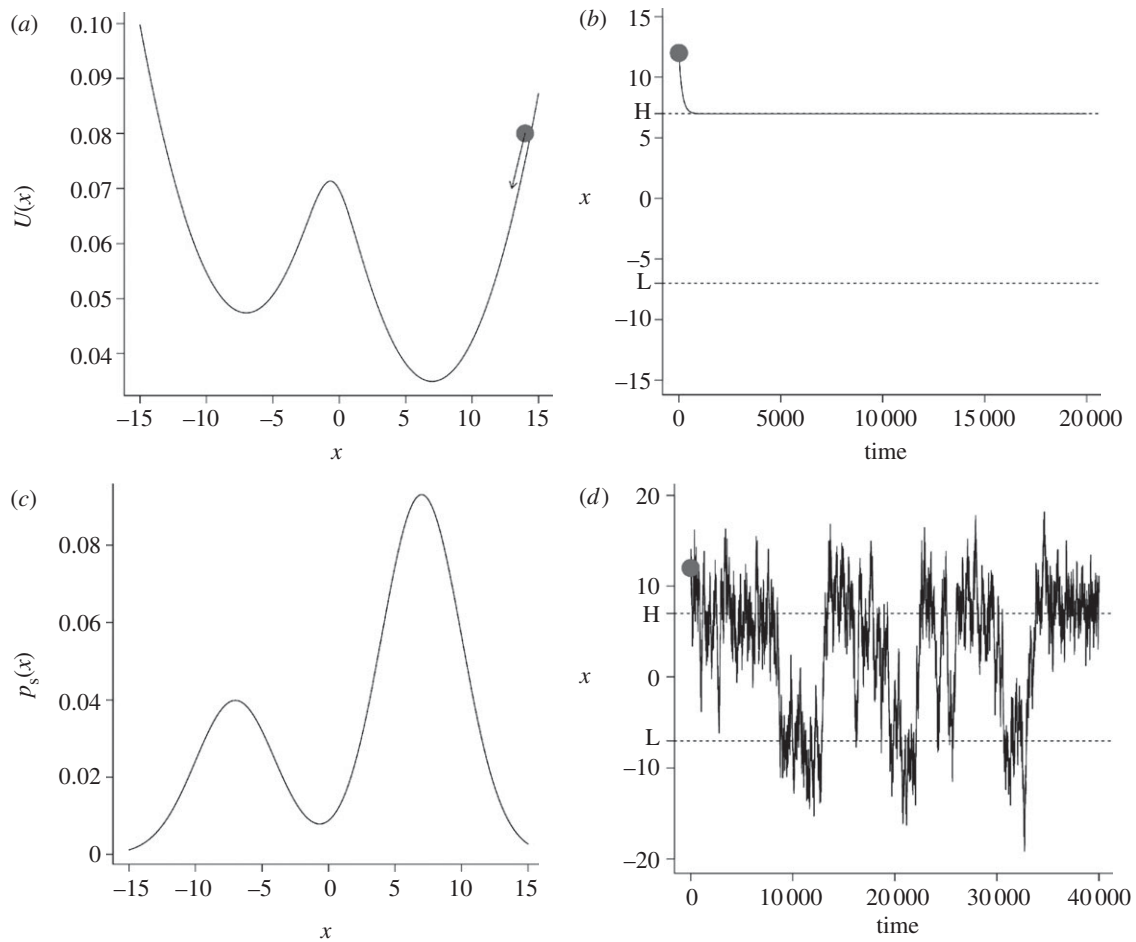 (a)
0.10
0.09
0.08
0.07
0.06
0.05
0.04
U(x)
–15 –10 –5 0 5 10 15
x
(b)
15
10
H
5
0
x
–5
L
–10
–15
0 5000 10 000 15 000 20 000
time
(c)
0.08
0.06
0.04
0.02
0
ps(x)
–15 –10 –5 0 5 10 15
x
(d)
20
10
H
0
x
L
–10
–20
0 10 000 20 000 30 000 40 000
time